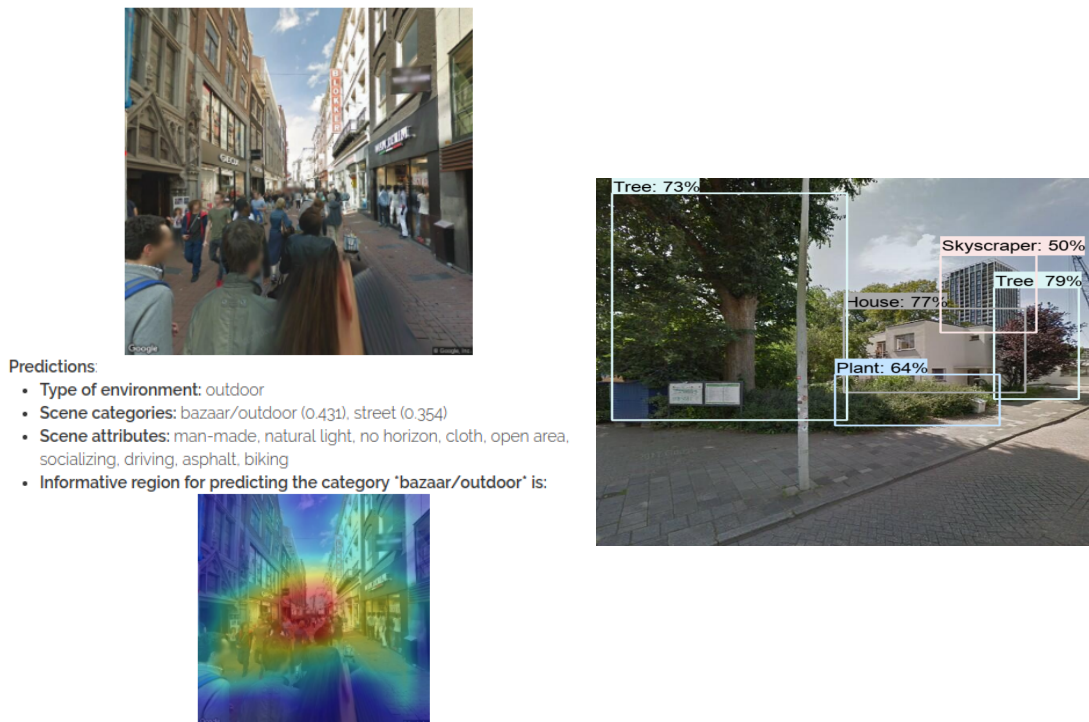 BLOKKER
GEOX
Google
© Google, Inc.
Predictions:
Type of environment: outdoor
Scene categories: bazaar/outdoor (0.431), street (0.354)
Scene attributes: man-made, natural light, no horizon, cloth, open area,
socializing, driving, asphalt, biking
Informative region for predicting the category "bazaar/outdoor" is:
Tree: 73%
Skyscraper: 50%
Tree 79%
House: 77%
Plant: 64%